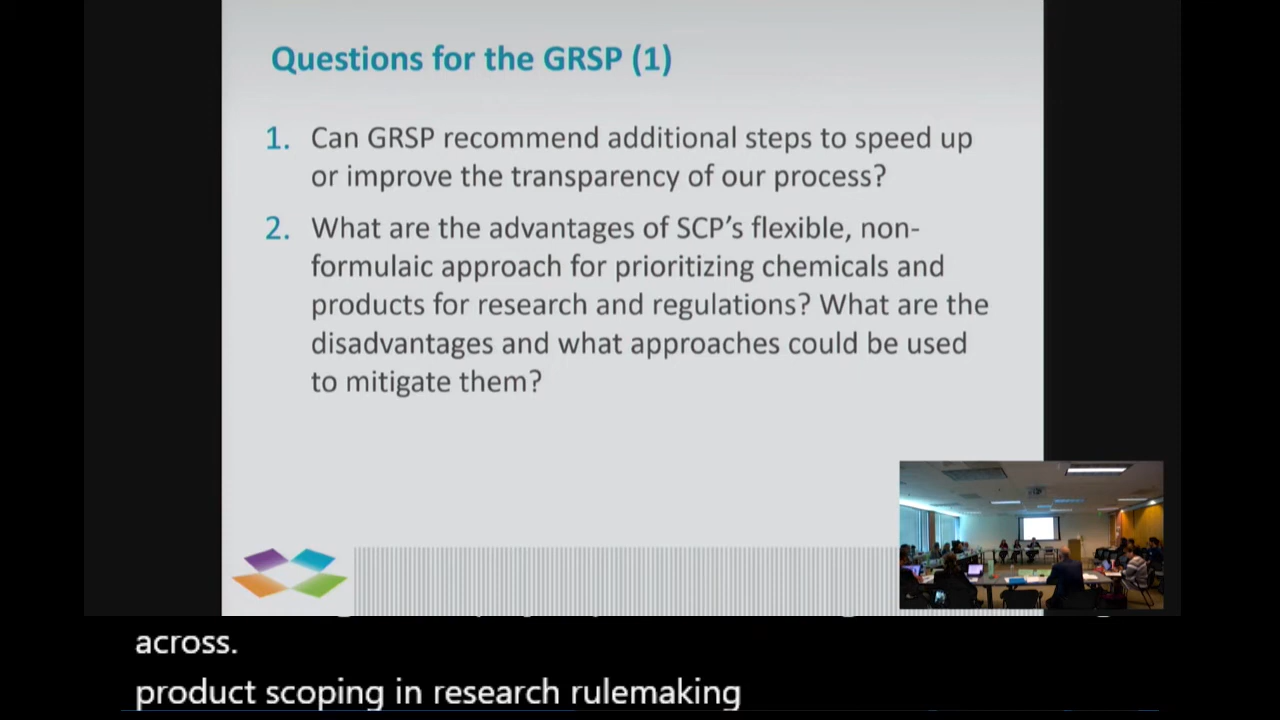 Questions for the GRSP (1)
1. Can GRSP recommend additional steps to speed up
or improve the transparency of our process?
2. What are the advantages of SCP’s flexible, non-
formulaic approach for prioritizing chemicals and
products for research and regulations? What are the
disadvantages and what approaches could be used
to mitigate them?
across.
product scoping in research rulemaking